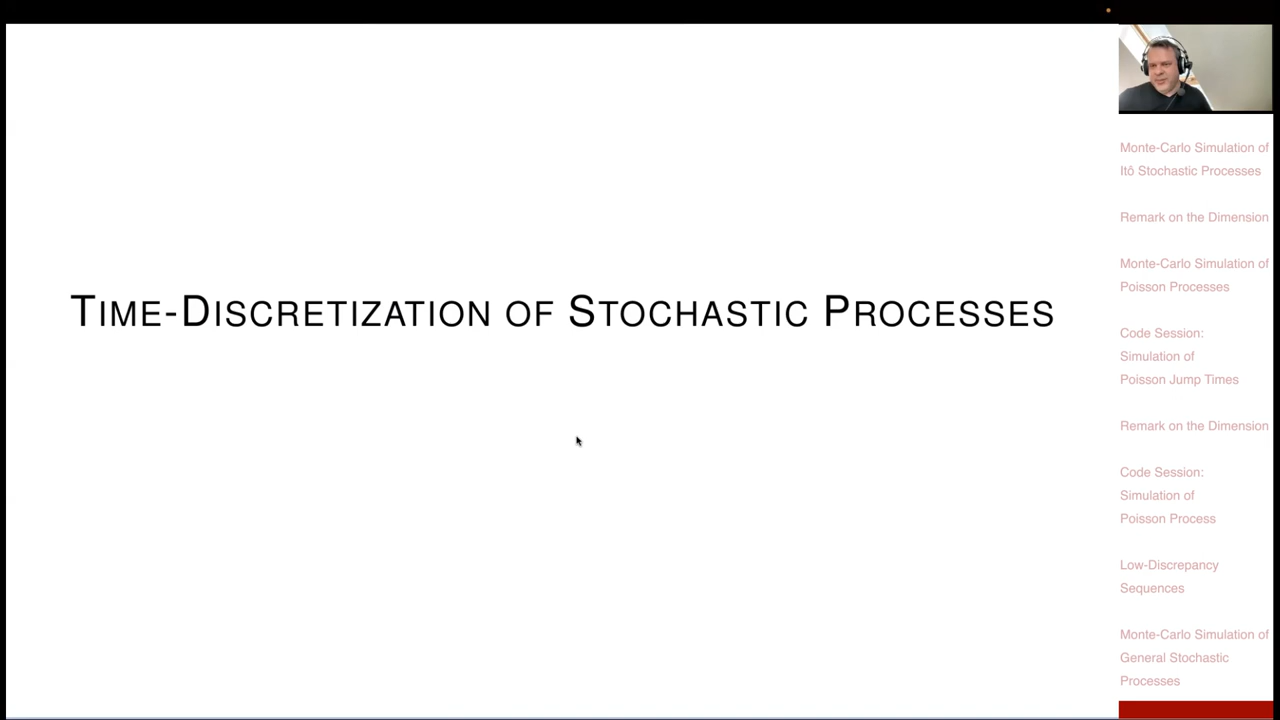 TIME-DISCRETIZATION OF STOCHASTIC PROCESSES
Monte-Carlo Simulation of
Itô Stochastic Processes
Remark on the Dimension
Monte-Carlo Simulation of
Poisson Processes
Code Session:
Simulation of
Poisson Jump Times
Remark on the Dimension
Code Session:
Simulation of
Poisson Process
Low-Discrepancy
Sequences
Monte-Carlo Simulation of
General Stochastic
Processes